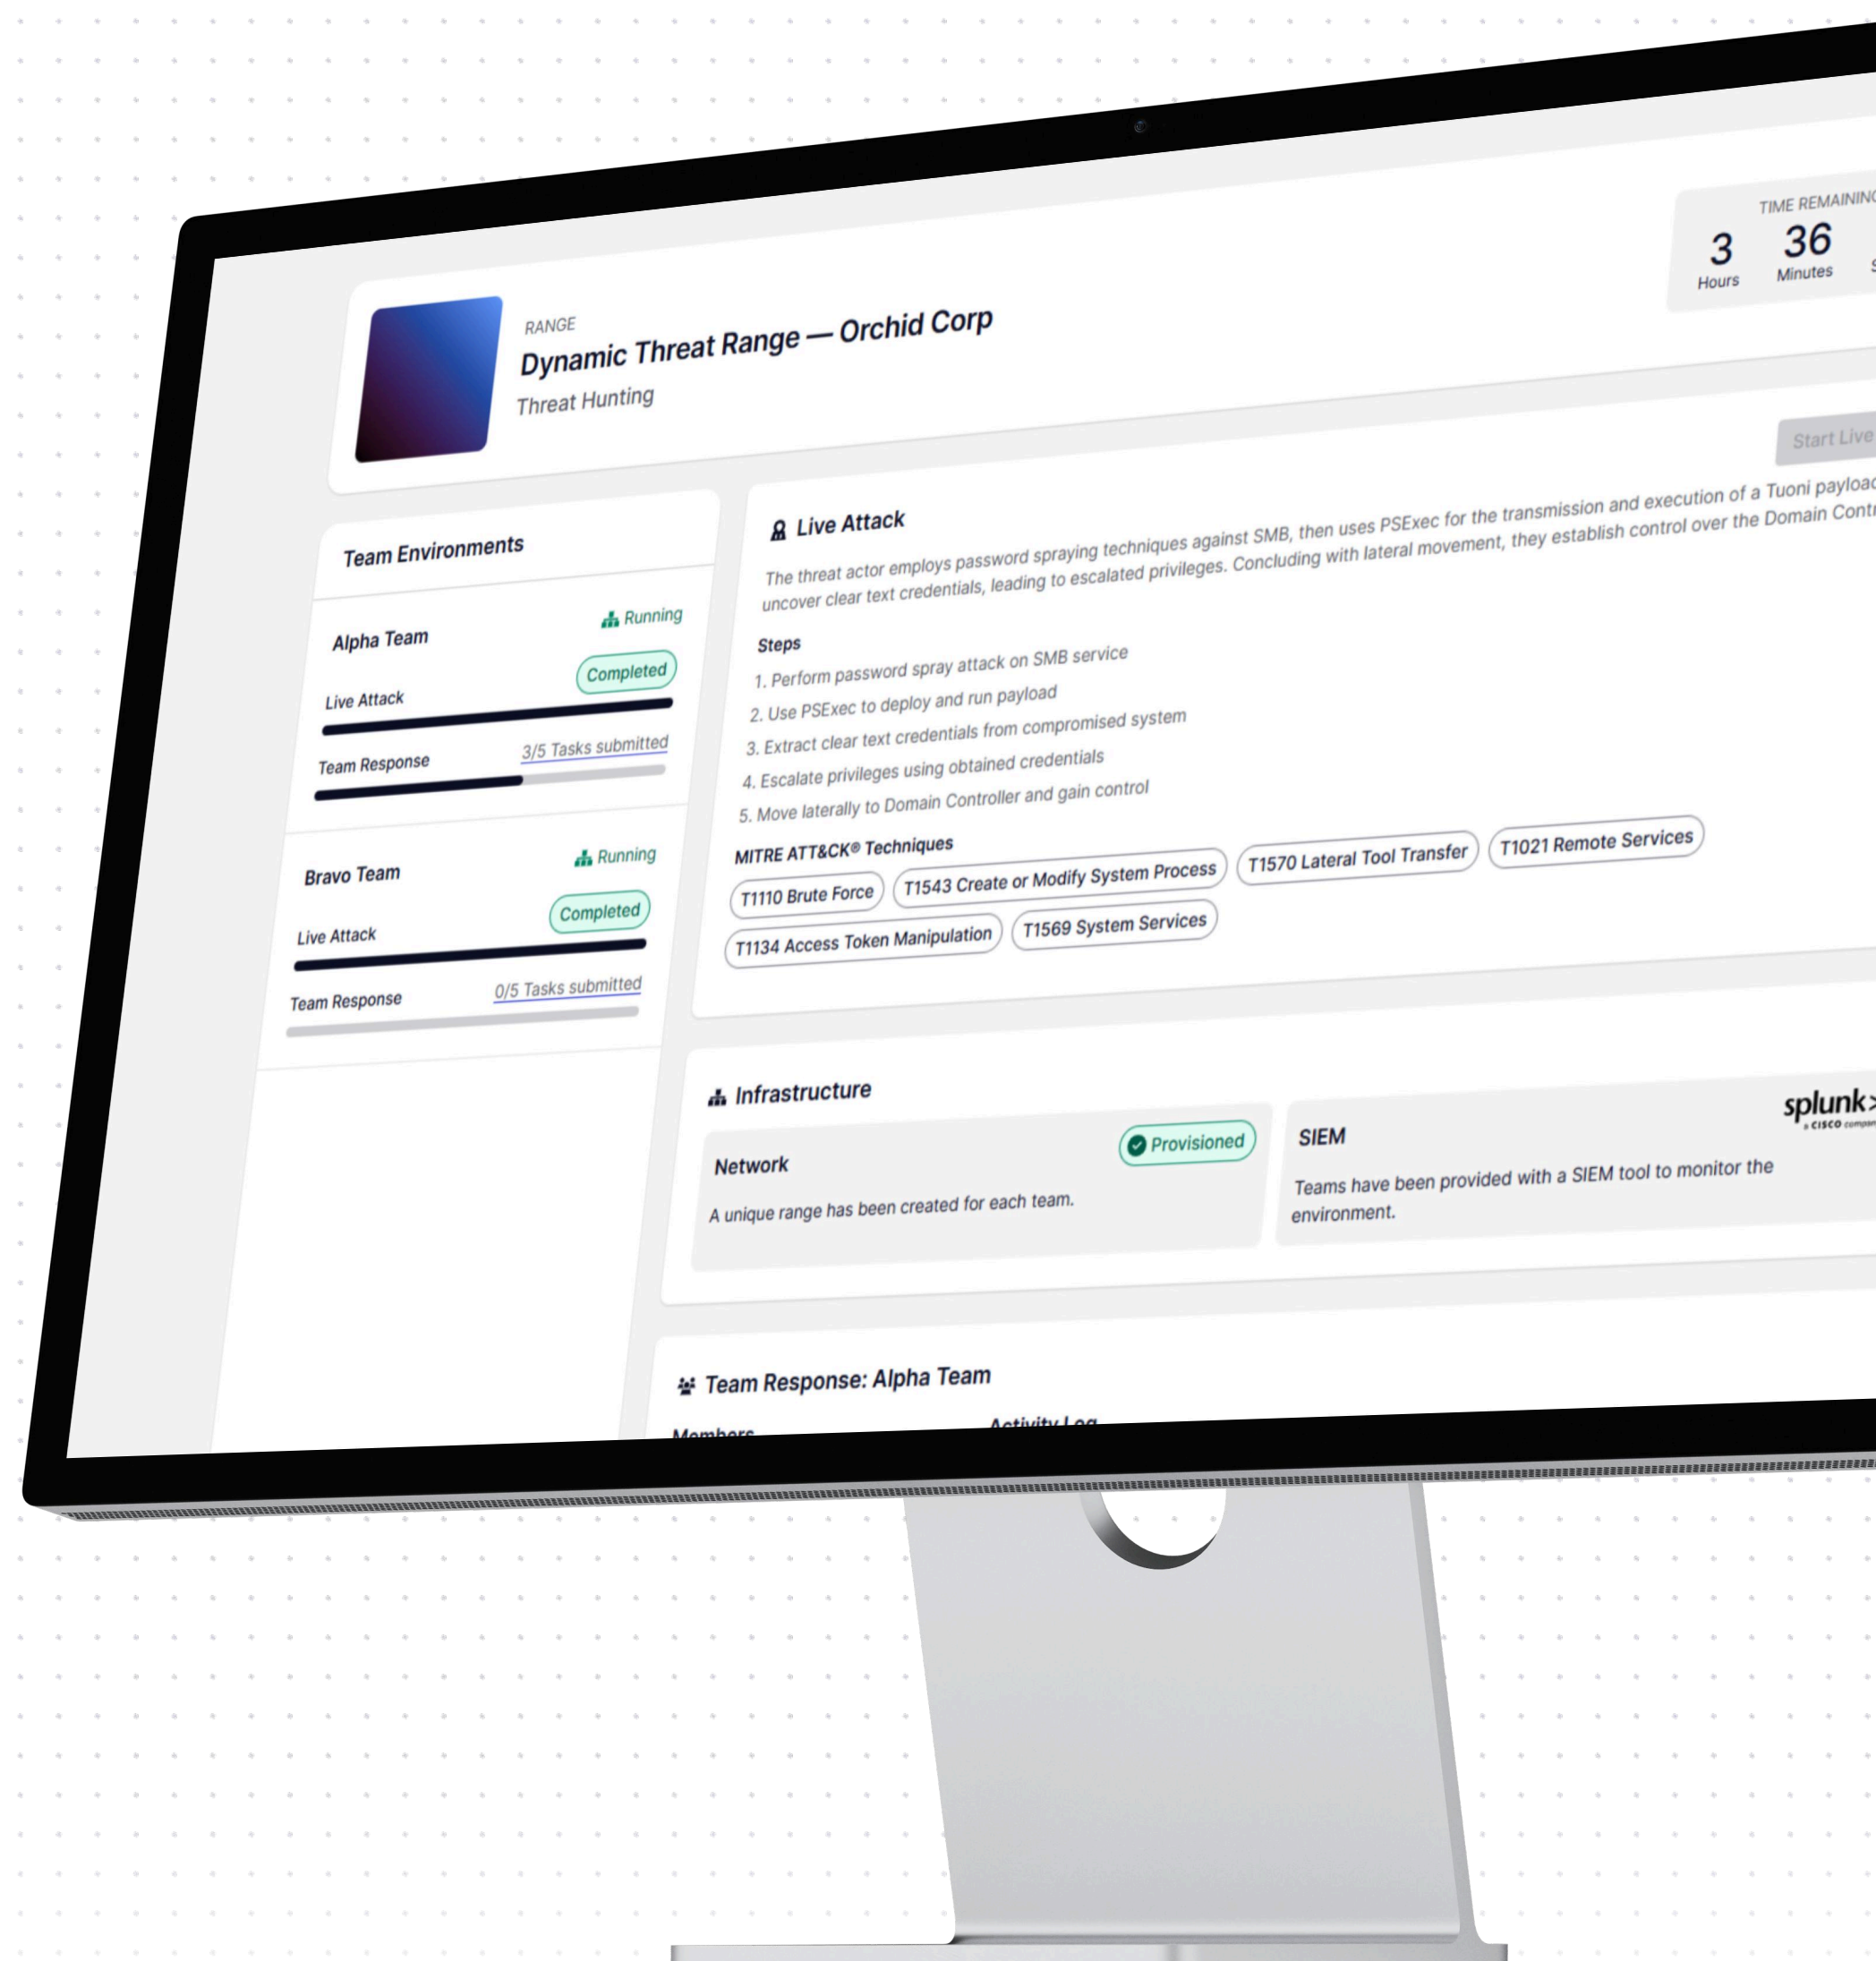 TIME REMAINING
3
36
Hours
Minutes
RANGE
Dynamic Threat Range — Orchid Corp
Threat Hunting
Team Environments
Alpha Team
Running
Live Attack
Completed
Team Response
3/5 Tasks submitted
Bravo Team
Running
Live Attack
Completed
Team Response
0/5 Tasks submitted
Start Live
Live Attack
The threat actor employs password spraying techniques against SMB, then uses PSExec for the transmission and execution of a Tuoni payload
uncover clear text credentials, leading to escalated privileges. Concluding with lateral movement, they establish control over the Domain Contr
Steps
1. Perform password spray attack on SMB service
2. Use PSExec to deploy and run payload
3. Extract clear text credentials from compromised system
4. Escalate privileges using obtained credentials
5. Move laterally to Domain Controller and gain control
MITRE ATT&CK® Techniques
T1110 Brute Force
T1543 Create or Modify System Process
T1570 Lateral Tool Transfer
T1021 Remote Services
T1134 Access Token Manipulation
T1569 System Services
Infrastructure
Network
Provisioned
A unique range has been created for each team.
SIEM
splunk>
a CISCO company
Teams have been provided with a SIEM tool to monitor the
environment.
Team Response: Alpha Team
Members
Activity Log